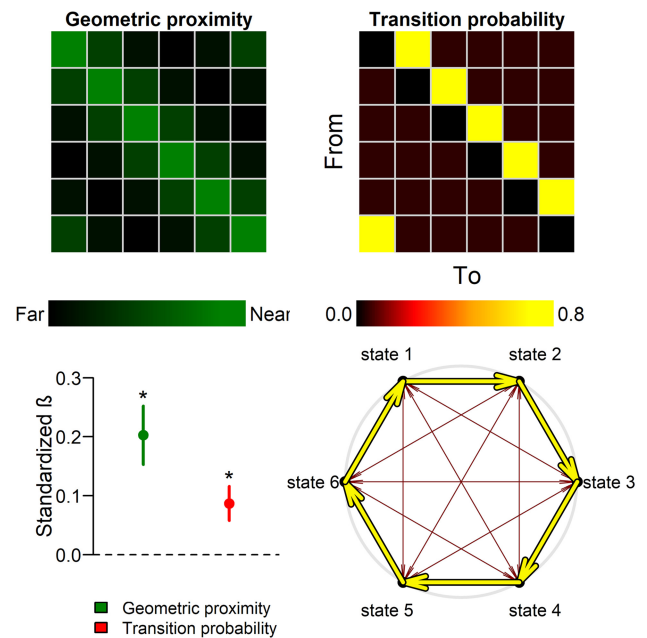 Geometric proximity
Transition probability
From
To
Far
Near
0.0
0.8
state 1
state 2
state 3
state 4
state 5
state 6
0.3
0.2
0.1
0.0
Standardized ß
*
*
Geometric proximity
Transition probability